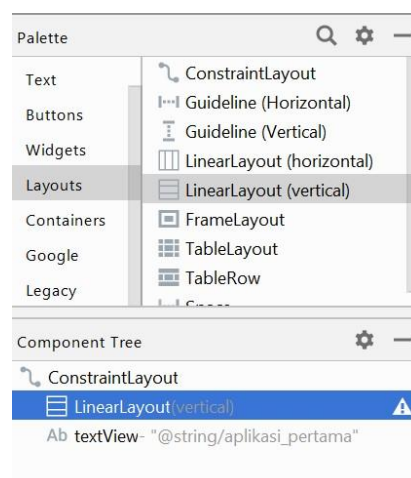 Palette
Text
Buttons
Widgets
Layouts
Containers
Google
Legacy
ConstraintLayout
Guideline (Horizontal)
Guideline (Vertical)
LinearLayout (horizontal)
LinearLayout (vertical)
FrameLayout
TableLayout
TableRow
Component Tree
ConstraintLayout
LinearLayout(vertical)
Ab textView- "@string/aplikasi_pertama"